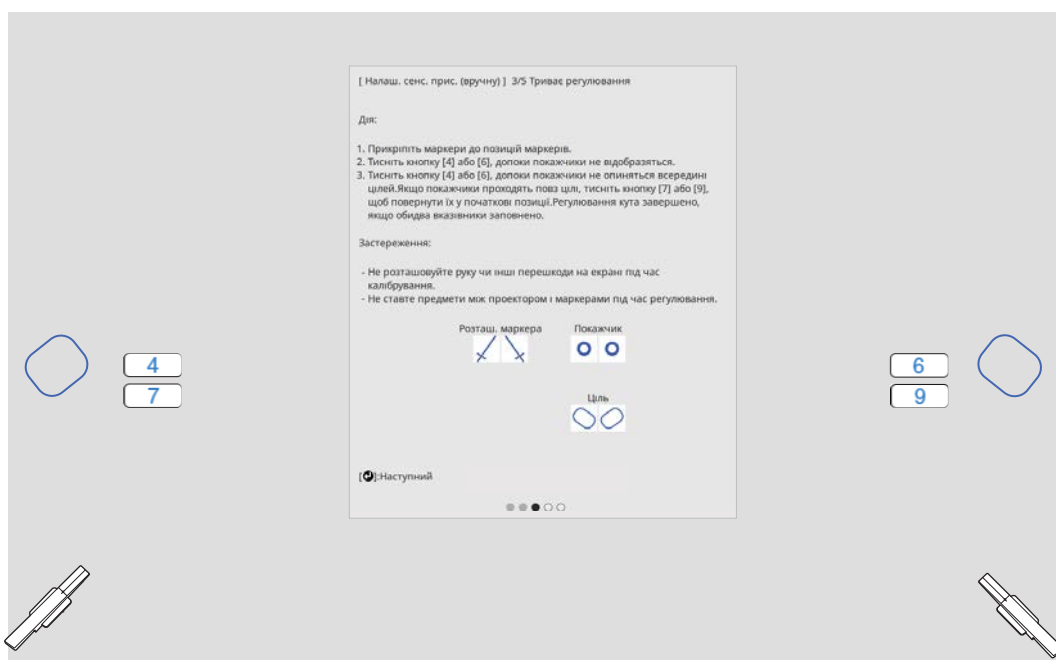 [ Налаш. сенс. прис. (вручну) ] 3/5 Триває регулювання
Дія:
1. Прикріпіть маркери до позицій маркерів.
2. Тисніть кнопку [4] або [6], допоки покажчики не відобразяться.
3. Тисніть кнопку [4] або [6], допоки покажчики не опиняться всередині
цілей.Якщо покажчики проходять повз цілі, тисніть кнопку [7] або [9],
щоб повернути їх у початкові позиції.Регулювання кута завершено,
якщо обидва вказівники заповнено.
Застереження:
- Не розташовуйте руку чи інші перешкоди на екрані під час
калібрування.
- Не ставте предмети між проектором і маркерами під час регулювання.
Розташ. маркера Покажчик
4
6
7
9
Ціль
[⏎]:Наступний